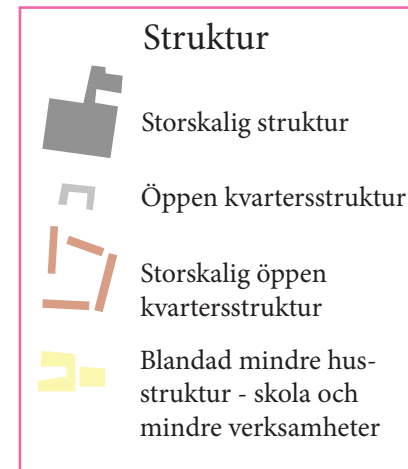 Struktur
Storskalig struktur
Öppen kvartersstruktur
Storskalig öppen
kvartersstruktur
Blandad mindre hus-
struktur - skola och
mindre verksamheter